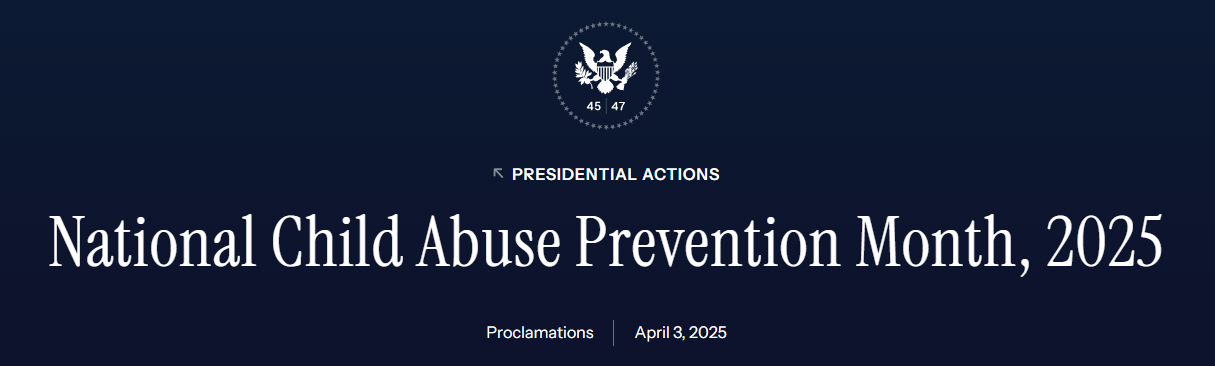 45 47
PRESIDENTIAL ACTIONS
National Child Abuse Prevention Month, 2025
Proclamations April 3, 2025